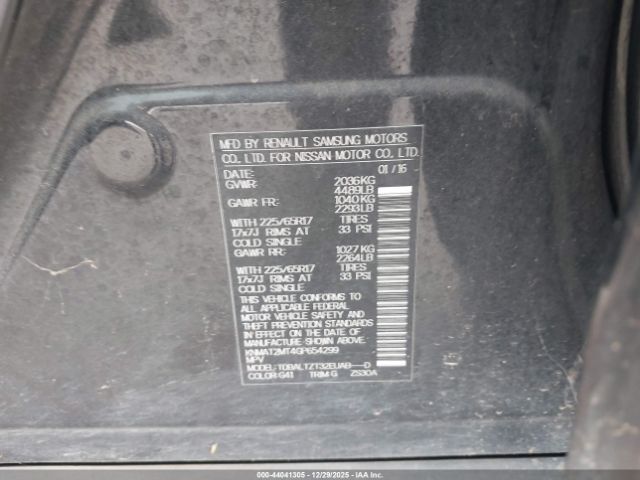 MFD BY RENAULT SAMSUNG MOTORS
CO. LTD. FOR NISSAN MOTOR CO., LTD.
DATE: 01 / 16
GVWR: 2036KG
4489LB
GAWR FR: 1040KG
2293LB
WITH 225/65R17 TIRES
17x7J RIMS AT 33 PSI
COLD SINGLE
GAWR RR: 1027KG
2264LB
WITH 225/65R17 TIRES
17x7J RIMS AT 33 PSI
COLD SINGLE
THIS VEHICLE CONFORMS TO
ALL APPLICABLE FEDERAL
MOTOR VEHICLE SAFETY AND
THEFT PREVENTION STANDARDS
IN EFFECT ON THE DATE OF
MANUFACTURE SHOWN ABOVE.
KNMAT2MT4GP654299
MPV
MODEL: TDBALTZT32EUAB---D
COLOR: G41 TRIM: G ZS30A
000-44041305 - 12/29/2025 - IAAI.com